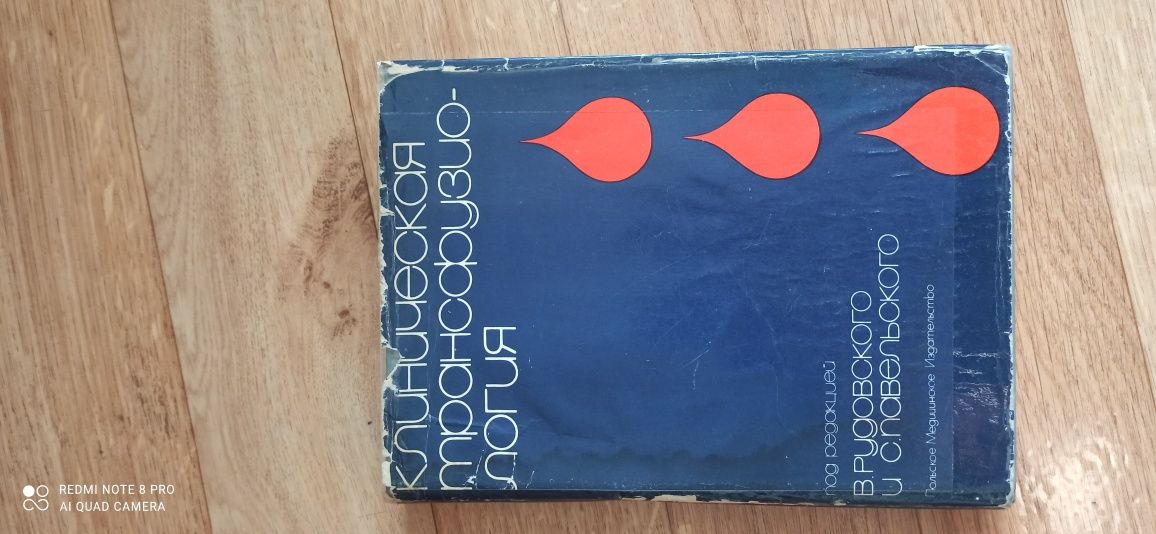 клиническая
трансфузио-
логия
под редакцией
В.Рудовского
и С.Павельского
Польское Медицинское Издательство
REDMI NOTE 8 PRO
AI QUAD CAMERA